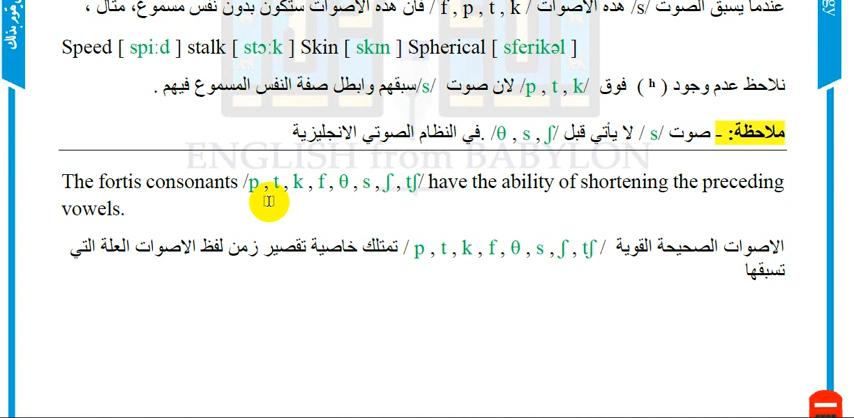 عندما يسبق الصوت /s/ هذه الاصوات / f , p , t , k / فان هذه الاصوات ستكون بدون نفس مسموع، مثال ،
Speed [ spiːd ] stalk [ stɔːk ] Skin [ skɪn ] Spherical [ sferikəl ]
نلاحظ عدم وجود ( ʰ ) فوق /p , t , k/ لان صوت /s/سبقهم وابطل صفة النفس المسموع فيهم .
ملاحظة: - صوت /s/ لا يأتي قبل /θ , s , ʃ/ .في النظام الصوتي الانجليزية
ENGLISH from BABYLON
The fortis consonants /p , t , k , f , θ , s , ʃ , tʃ/ have the ability of shortening the preceding
vowels.
الاصوات الصحيحة القوية / p , t , k , f , θ , s , ʃ , tʃ / تمتلك خاصية تقصير زمن لفظ الاصوات العلة التي
تسبقها